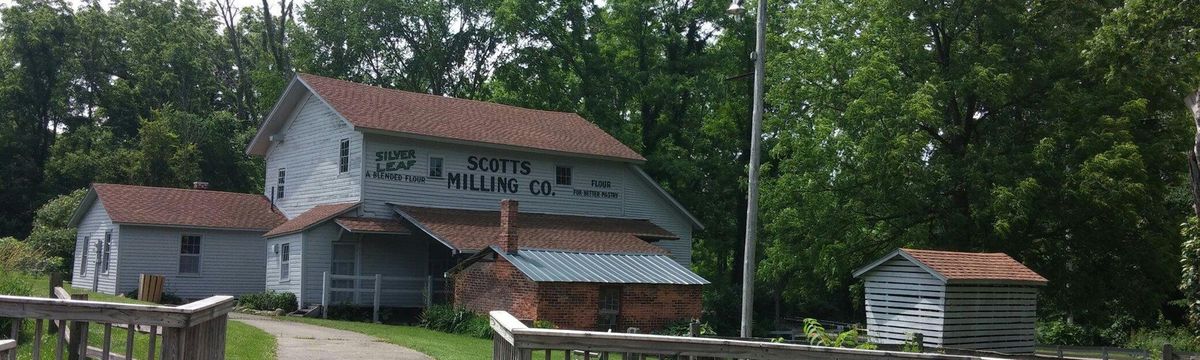 SILVER
LEAF
A BLENDED FLOUR
SCOTTS
MILLING CO.
FLOUR
FOR BETTER PASTRY